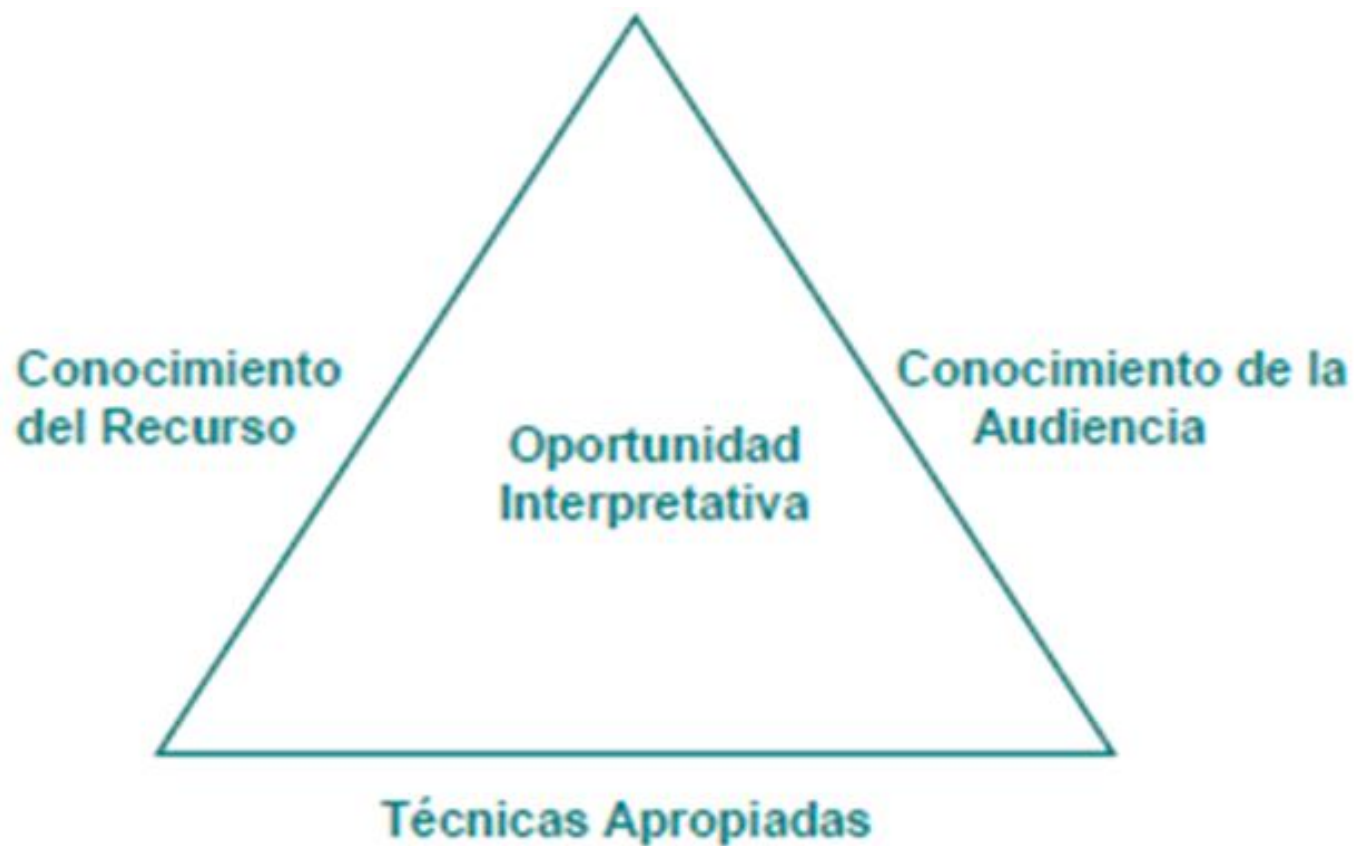 Conocimiento
del Recurso
Conocimiento de la
Audiencia
Oportunidad
Interpretativa
Técnicas Apropiadas